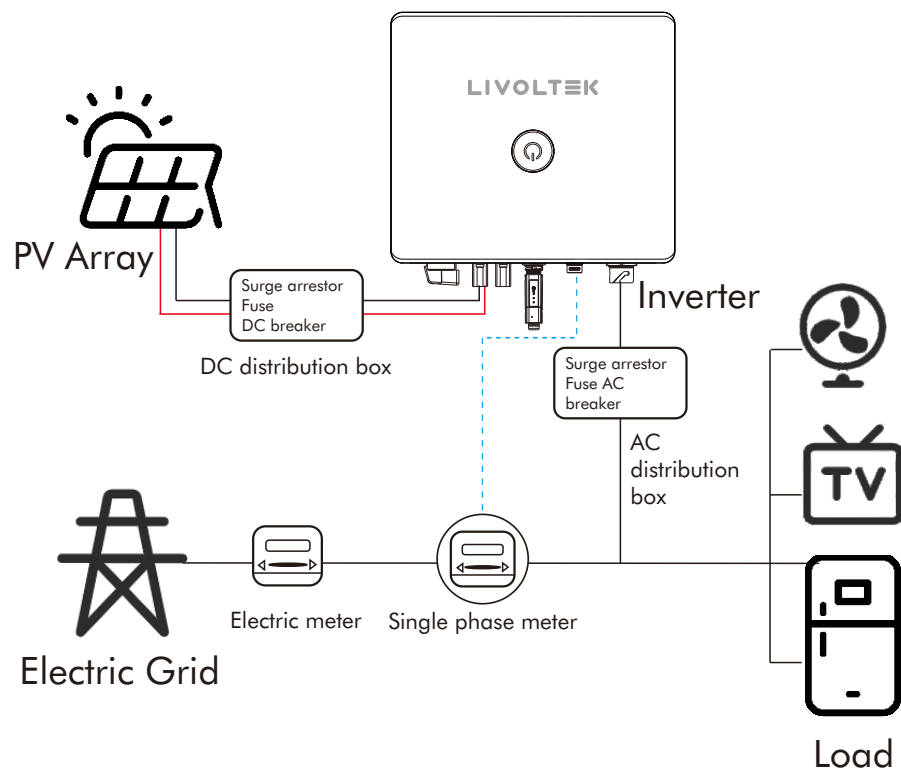 LIVOLTEK
PV Array
Surge arrestor
Fuse
DC breaker
DC distribution box
Inverter
Surge arrestor
Fuse AC
breaker
AC
distribution
box
TV
Electric meter
Single phase meter
Electric Grid
Load